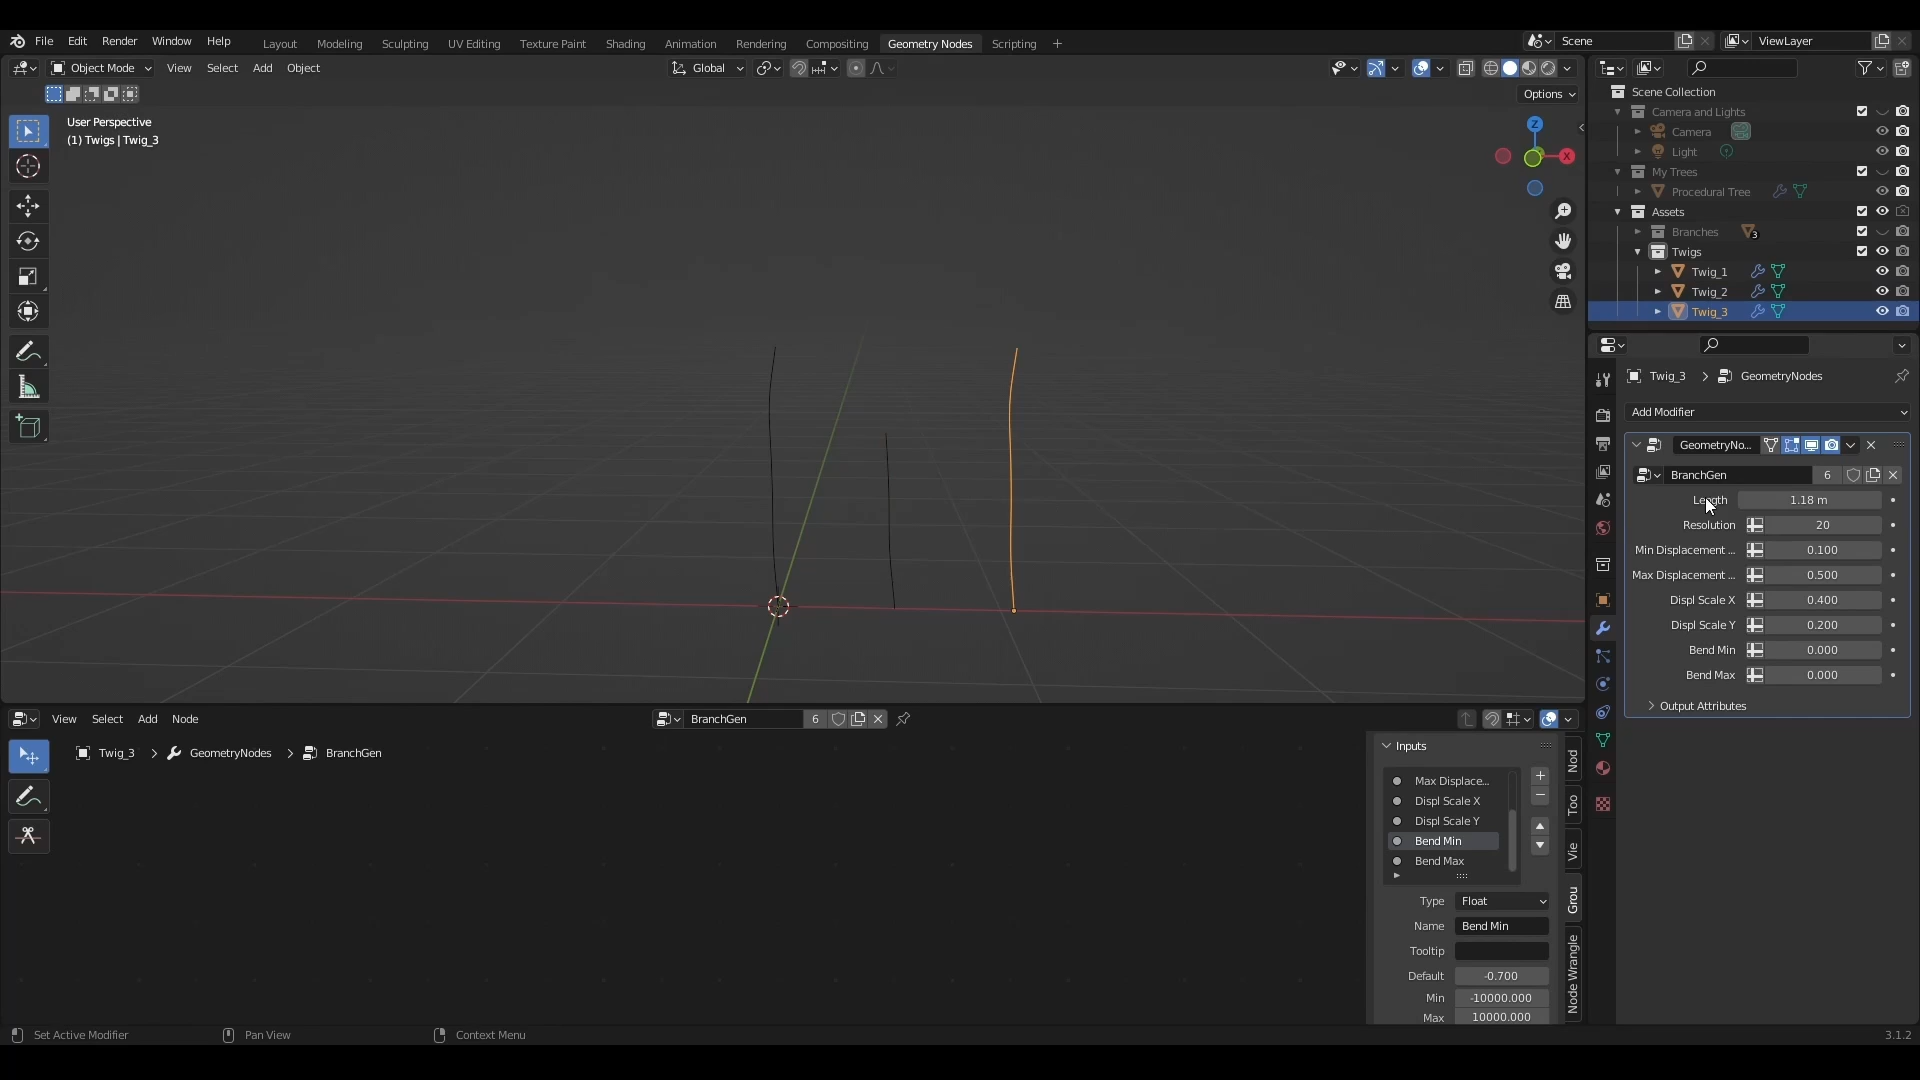 File Edit Render Window Help
Layout Modeling Sculpting UV Editing Texture Paint Shading Animation Rendering Compositing Geometry Nodes Scripting +
Scene ViewLayer
Object Mode View Select Add Object Global
Options
User Perspective
(1) Twigs | Twig_3
Z
X
Scene Collection
Camera and Lights
Camera
Light
My Trees
Procedural Tree
Assets
Branches 3
Twigs
Twig_1
Twig_2
Twig_3
Twig_3 > GeometryNodes
Add Modifier
GeometryNo...
BranchGen 6
Length 1.18 m
Resolution 20
Min Displacement ... 0.100
Max Displacement ... 0.500
Displ Scale X 0.400
Displ Scale Y 0.200
Bend Min 0.000
Bend Max 0.000
Output Attributes
View Select Add Node BranchGen 6
Twig_3 > GeometryNodes > BranchGen
Inputs
Max Displace...
Displ Scale X
Displ Scale Y
Bend Min
Bend Max
Type Float
Name Bend Min
Tooltip
Default -0.700
Min -10000.000
Max 10000.000
Nod
Too
Vie
Grou
Node Wrangle
Set Active Modifier Pan View Context Menu 3.1.2